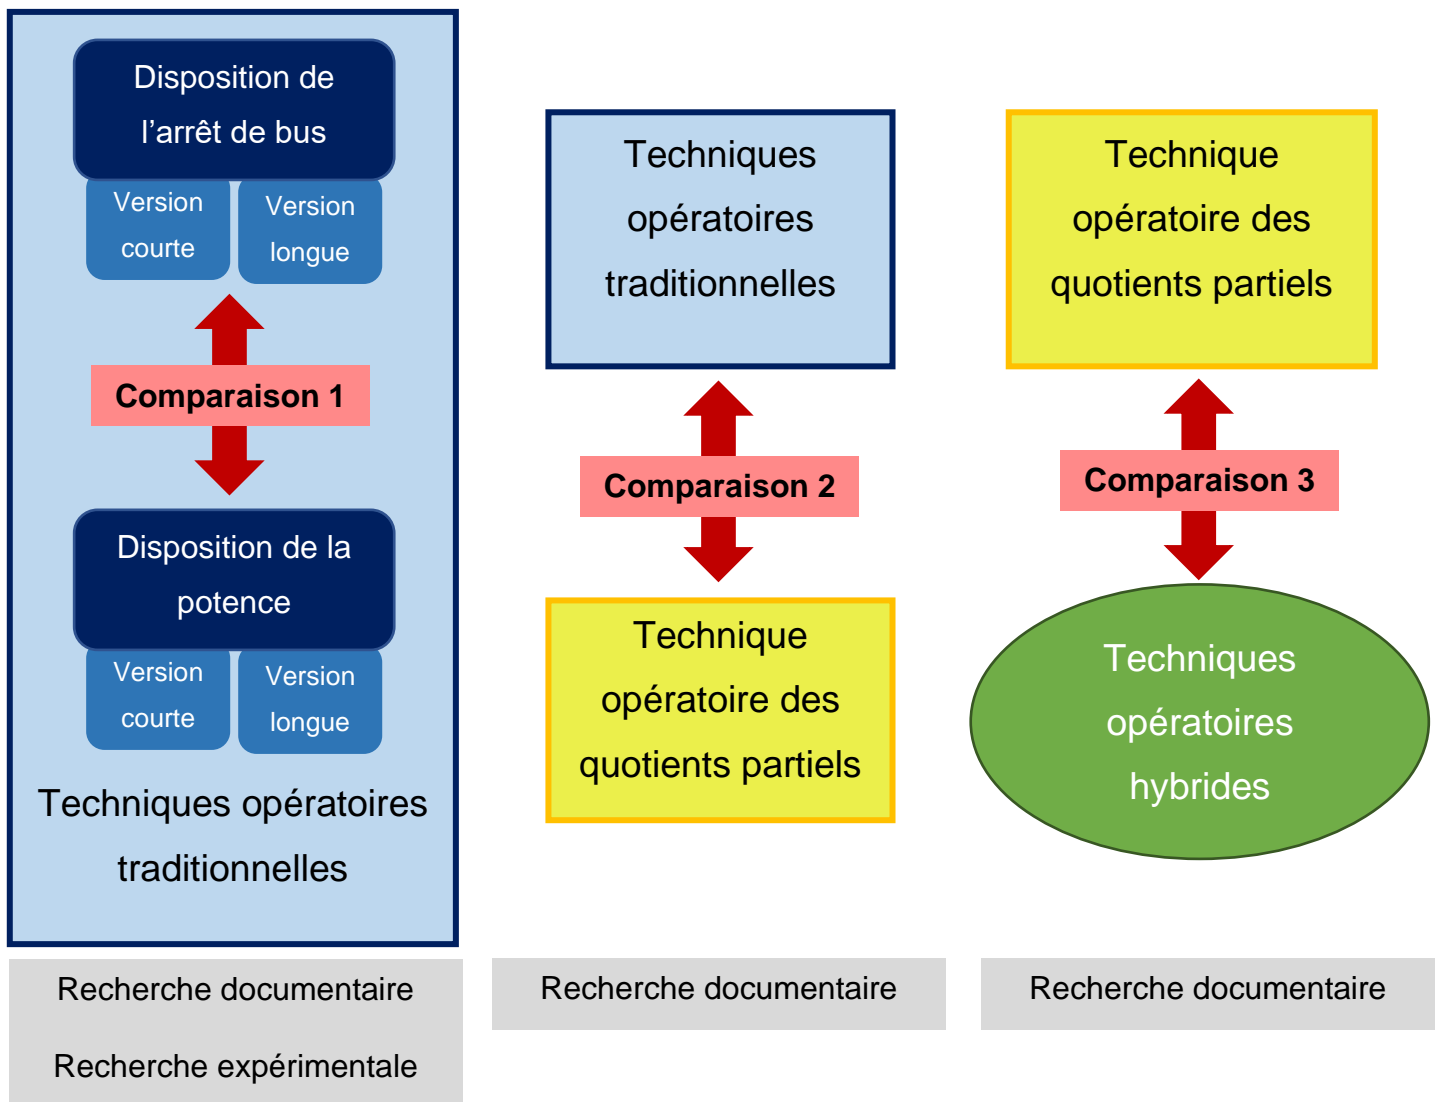 Disposition de
l’arrêt de bus
Version
courte
Version
longue
Comparaison 1
Disposition de la
potence
Version
courte
Version
longue
Techniques opératoires
traditionnelles
Recherche documentaire
Recherche expérimentale
Techniques
opératoires
traditionnelles
Comparaison 2
Technique
opératoire des
quotients partiels
Recherche documentaire
Technique
opératoire des
quotients partiels
Comparaison 3
Techniques
opératoires
hybrides
Recherche documentaire